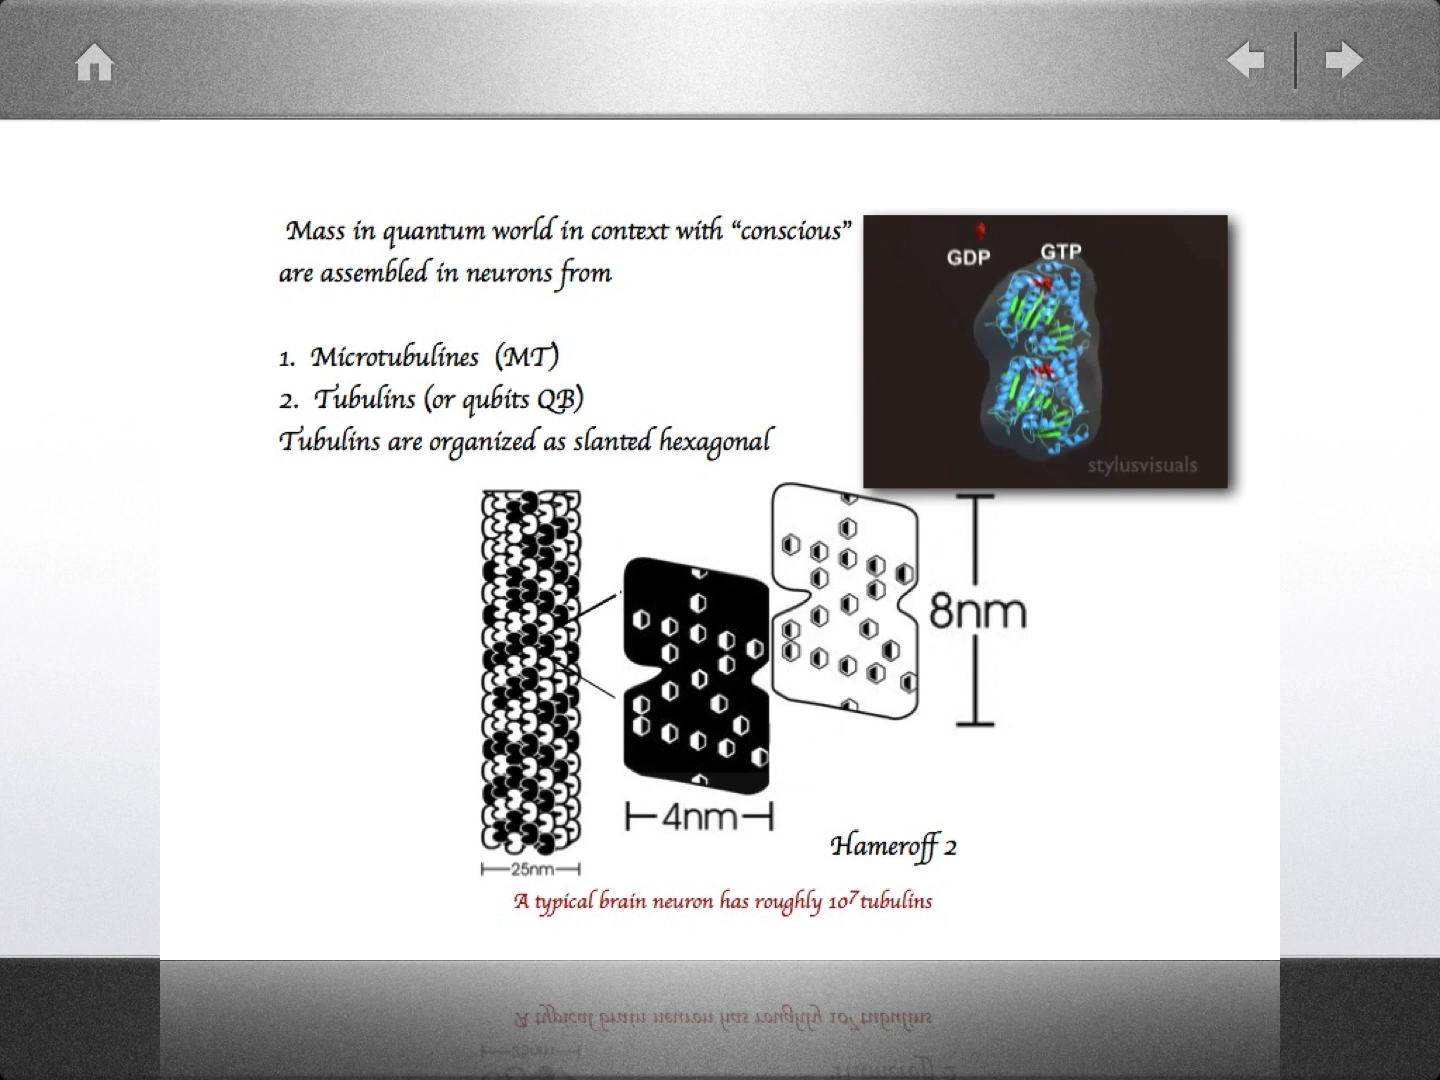 Mass in quantum world in context with “conscious”
are assembled in neurons from
1. Microtubulines (MT)
2. Tubulins (or qubits QB)
Tubulins are organized as slanted hexagonal
GDP GTP
stylusvisuals
8nm
4nm
25nm
Hameroff 2
A typical brain neuron has roughly 10⁷ tubulins